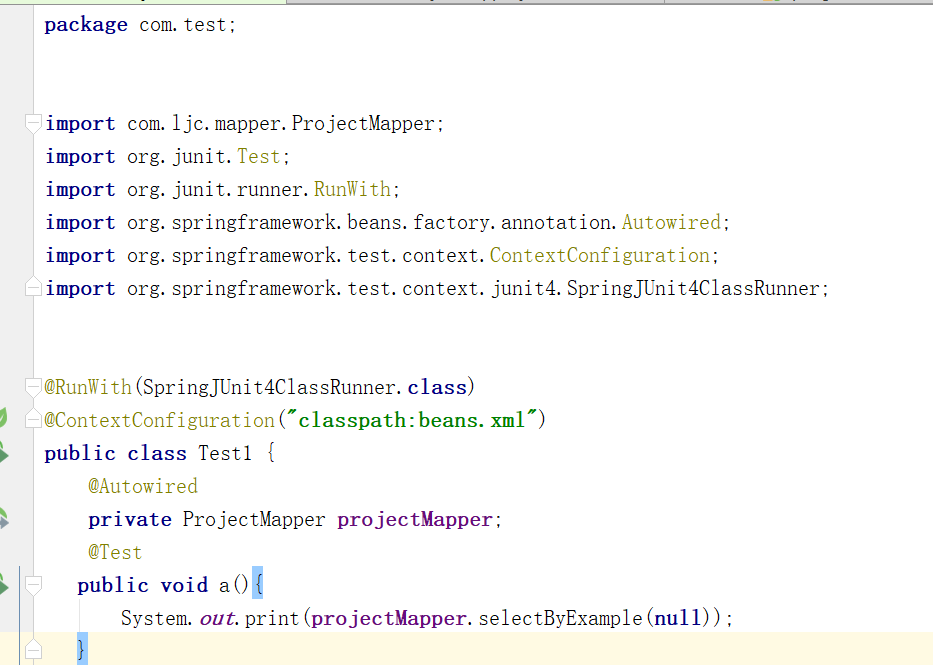 package com.test;
import com.ljc.mapper.ProjectMapper;
import org.junit.Test;
import org.junit.runner.RunWith;
import org.springframework.beans.factory.annotation.Autowired;
import org.springframework.test.context.ContextConfiguration;
import org.springframework.test.context.junit4.SpringJUnit4ClassRunner;
@RunWith(SpringJUnit4ClassRunner.class)
@ContextConfiguration("classpath:beans.xml")
public class Test1 {
@Autowired
private ProjectMapper projectMapper;
@Test
public void a(){
System.out.print(projectMapper.selectByExample(null));
}